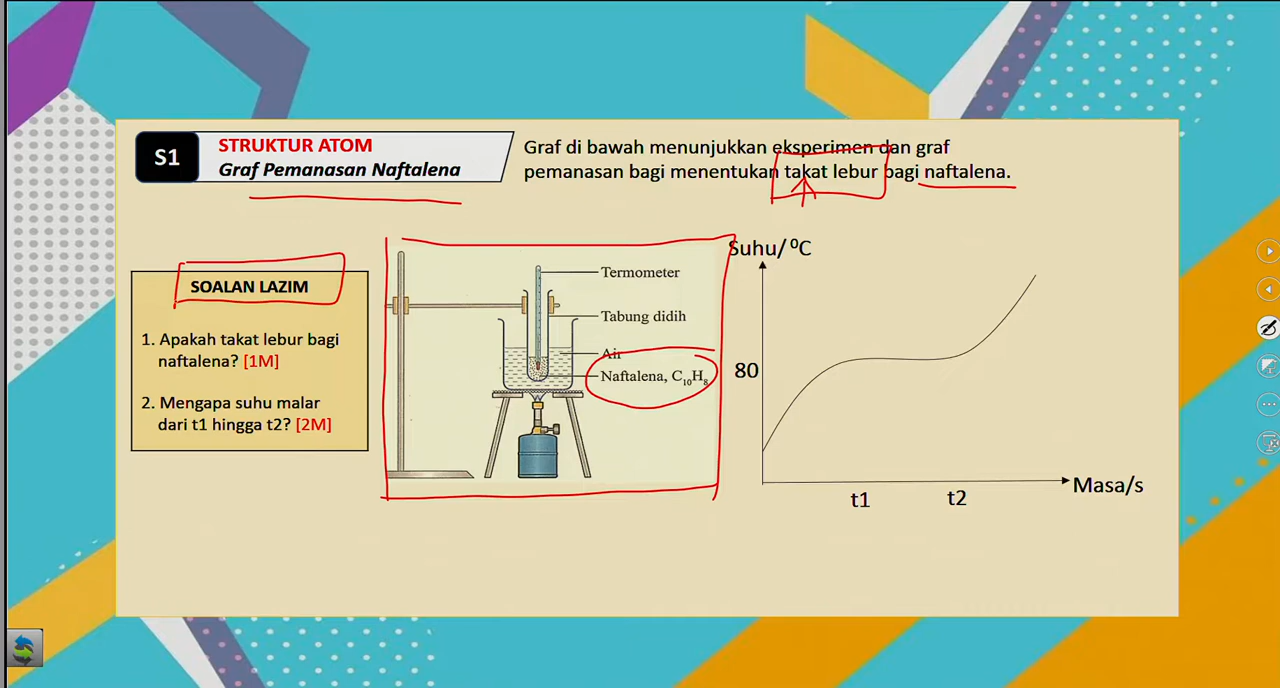 S1
STRUKTUR ATOM
Graf Pemanasan Naftalena
Graf di bawah menunjukkan eksperimen dan graf
pemanasan bagi menentukan takat lebur bagi naftalena.
SOALAN LAZIM
1. Apakah takat lebur bagi
naftalena? [1M]
2. Mengapa suhu malar
dari t1 hingga t2? [2M]
Termometer
Tabung didih
Air
Naftalena, C₁₀H₈
Suhu/ ⁰C
80
t1
t2
Masa/s